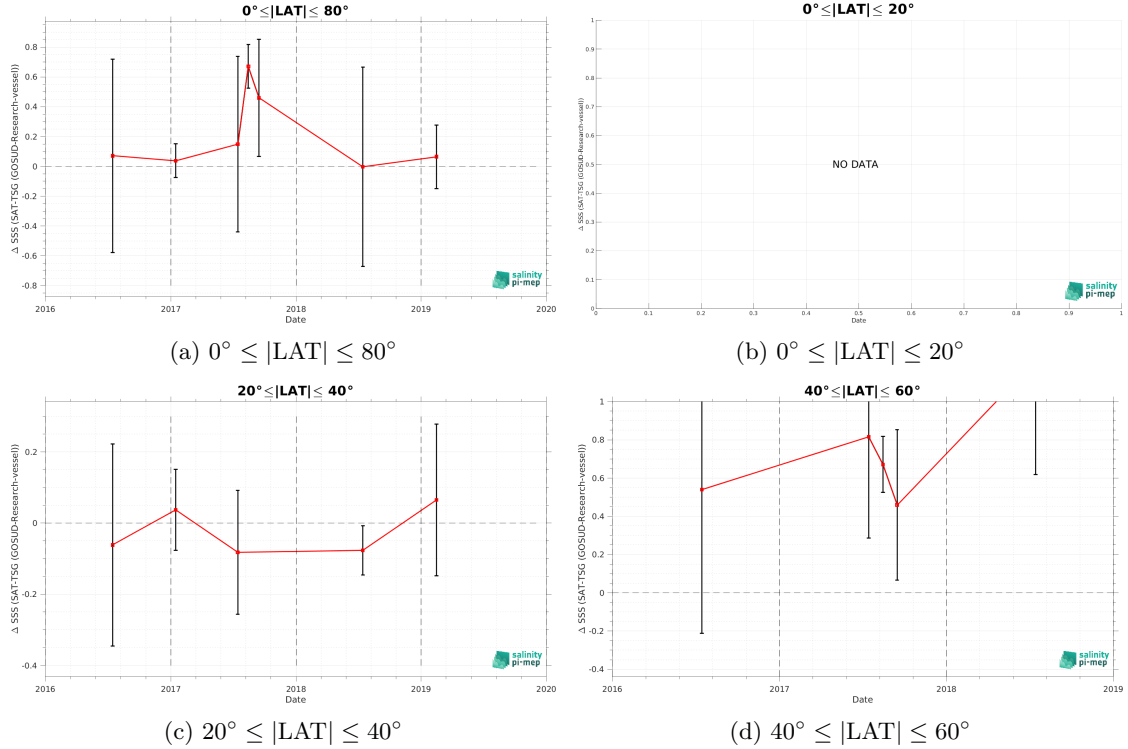 0°≤|LAT|≤ 80°
Δ SSS (SAT-TSG (GOSUD-Research-vessel))
0.8
0.6
0.4
0.2
0
-0.2
-0.4
-0.6
-0.8
2016 2017 2018 2019 2020
Date
salinity
pi-mep
(a) 0° ≤ |LAT| ≤ 80°
0°≤|LAT|≤ 20°
Δ SSS (SAT-TSG (GOSUD-Research-vessel))
1
0.9
0.8
0.7
0.6
0.5
0.4
0.3
0.2
0.1
0
NO DATA
0 0.1 0.2 0.3 0.4 0.5 0.6 0.7 0.8 0.9 1
Date
salinity
pi-mep
(b) 0° ≤ |LAT| ≤ 20°
20°≤|LAT|≤ 40°
Δ SSS (SAT-TSG (GOSUD-Research-vessel))
0.2
0
-0.2
-0.4
2016 2017 2018 2019 2020
Date
salinity
pi-mep
(c) 20° ≤ |LAT| ≤ 40°
40°≤|LAT|≤ 60°
Δ SSS (SAT-TSG (GOSUD-Research-vessel))
1
0.8
0.6
0.4
0.2
0
-0.2
-0.4
2016 2017 2018 2019
Date
salinity
pi-mep
(d) 40° ≤ |LAT| ≤ 60°